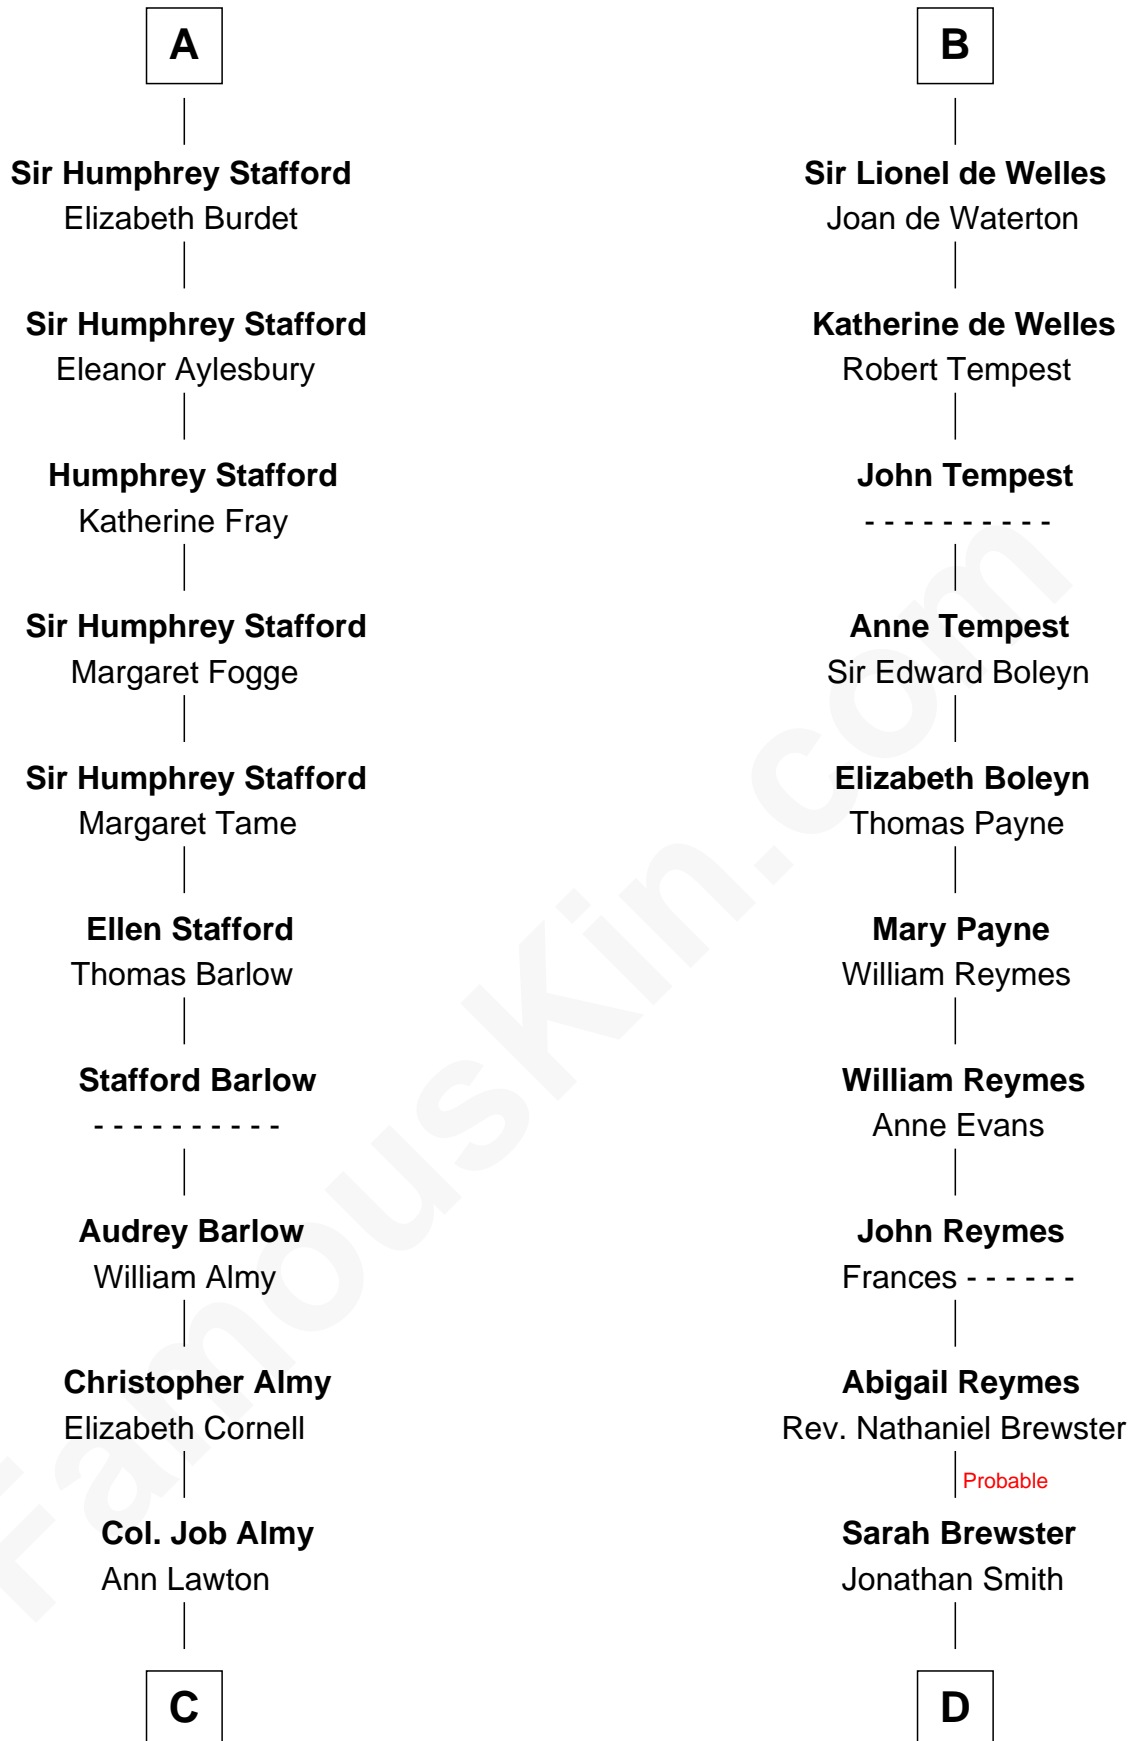 A
Sir Humphrey Stafford
Elizabeth Burdet
Sir Humphrey Stafford
Eleanor Aylesbury
Humphrey Stafford
Katherine Fray
Sir Humphrey Stafford
Margaret Fogge
Sir Humphrey Stafford
Margaret Tame
Ellen Stafford
Thomas Barlow
Stafford Barlow
- - - - - - - - - -
Audrey Barlow
William Almy
Christopher Almy
Elizabeth Cornell
Col. Job Almy
Ann Lawton
C
B
Sir Lionel de Welles
Joan de Waterton
Katherine de Welles
Robert Tempest
John Tempest
- - - - - - - - - -
Anne Tempest
Sir Edward Boleyn
Elizabeth Boleyn
Thomas Payne
Mary Payne
William Reymes
William Reymes
Anne Evans
John Reymes
Frances - - - - - -
Abigail Reymes
Rev. Nathaniel Brewster
Probable
Sarah Brewster
Jonathan Smith
D
FamousKin.com